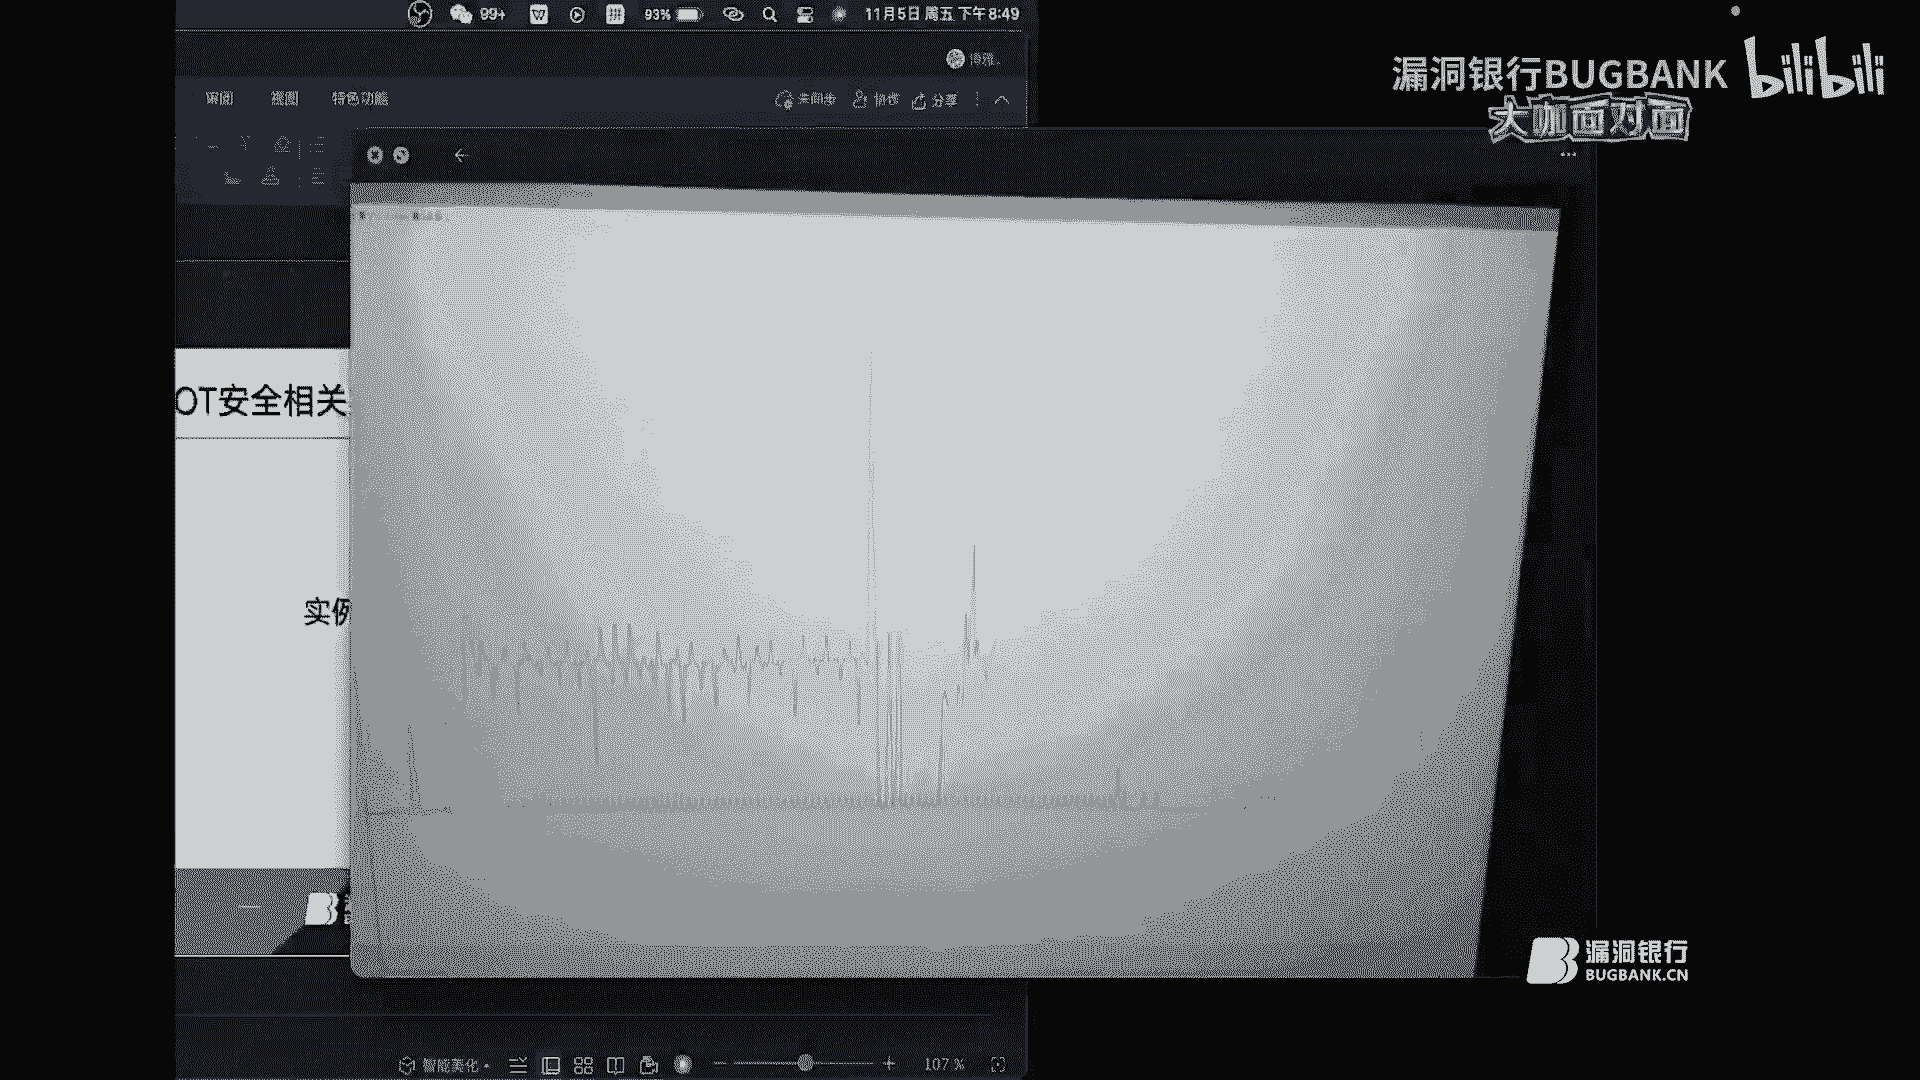 99+
93%
11月5日 周五 下午8:49
漏洞银行BUGBANK
bilibili
大咖面对面
博雅
审阅
视图
特色功能
未同步
协作
分享
OT安全相关
实例
漏洞银行
BUGBANK.CN
智能美化
107 %